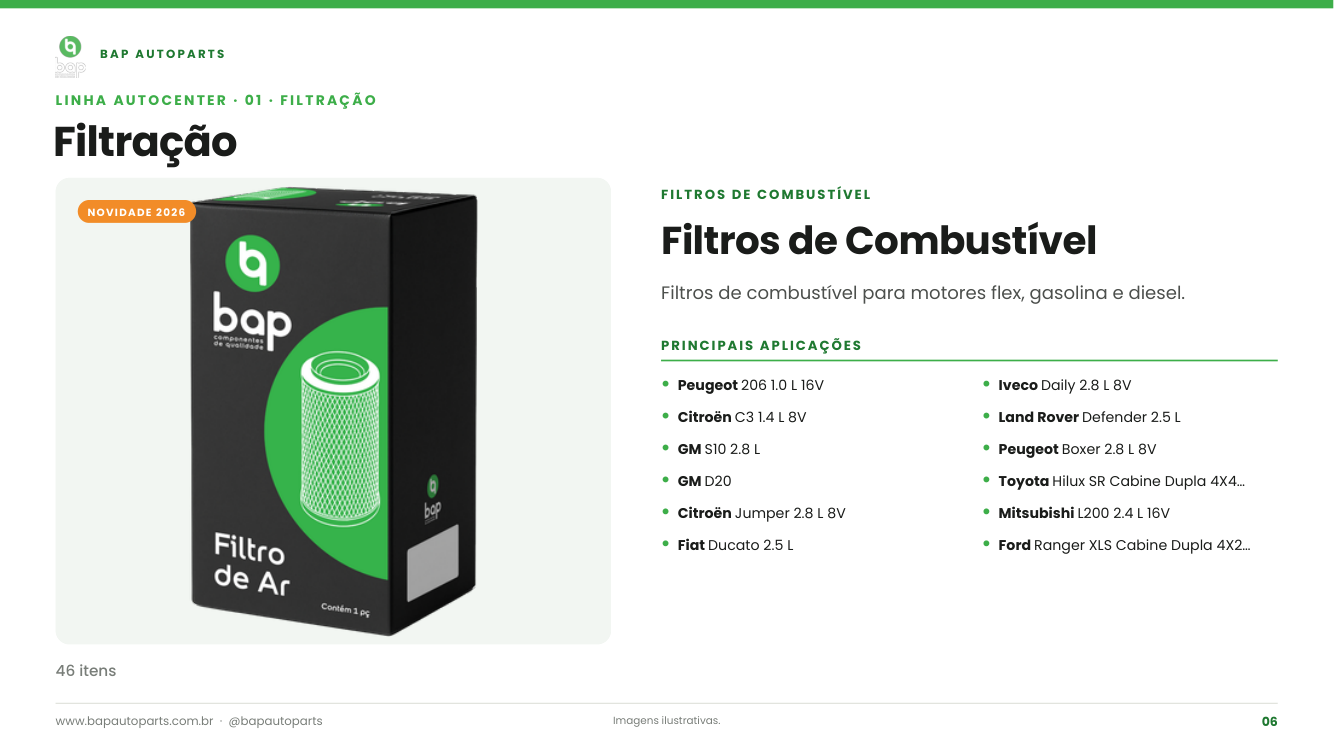 bap
BAP AUTOPARTS
LINHA AUTOCENTER · 01 · FILTRAÇÃO
Filtração
NOVIDADE 2026
bap
componentes
de qualidade
bap
Filtro
de Ar
Contém 1 pç
46 itens
FILTROS DE COMBUSTÍVEL
Filtros de Combustível
Filtros de combustível para motores flex, gasolina e diesel.
PRINCIPAIS APLICAÇÕES
• Peugeot 206 1.0 L 16V
• Citroën C3 1.4 L 8V
• GM S10 2.8 L
• GM D20
• Citroën Jumper 2.8 L 8V
• Fiat Ducato 2.5 L
• Iveco Daily 2.8 L 8V
• Land Rover Defender 2.5 L
• Peugeot Boxer 2.8 L 8V
• Toyota Hilux SR Cabine Dupla 4X4…
• Mitsubishi L200 2.4 L 16V
• Ford Ranger XLS Cabine Dupla 4X2…
www.bapautoparts.com.br · @bapautoparts
Imagens ilustrativas.
06